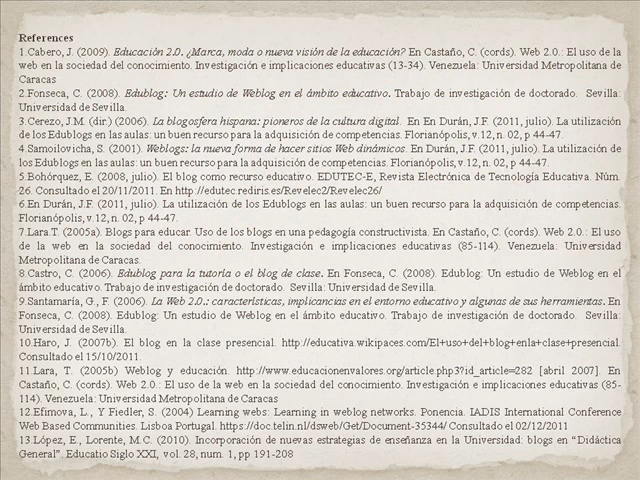 References
1.Cabero, J. (2009). Educación 2.0. ¿Marca, moda o nueva visión de la educación? En Castaño, C. (cords). Web 2.0.: El uso de la
web en la sociedad del conocimiento. Investigación e implicaciones educativas (13-34). Venezuela: Universidad Metropolitana de
Caracas
2.Fonseca, C. (2008). Edublog: Un estudio de Weblog en el ámbito educativo. Trabajo de investigación de doctorado. Sevilla:
Universidad de Sevilla.
3.Cerezo, J.M. (dir.) (2006). La blogosfera hispana: pioneros de la cultura digital. En En Durán, J.F. (2011, julio). La utilización
de los Edublogs en las aulas: un buen recurso para la adquisición de competencias. Florianópolis, v.12, n. 02, p 44-47.
4.Samoilovicha, S. (2001). Weblogs: la nueva forma de hacer sitios Web dinámicos. En Durán, J.F. (2011, julio). La utilización de
los Edublogs en las aulas: un buen recurso para la adquisición de competencias. Florianópolis, v.12, n. 02, p 44-47.
5.Bohórquez, E. (2008, julio). El blog como recurso educativo. EDUTEC-E, Revista Electrónica de Tecnología Educativa. Núm.
26. Consultado el 20/11/2011. En http://edutec.rediris.es/Revelec2/Revelec26/
6.En Durán, J.F. (2011, julio). La utilización de los Edublogs en las aulas: un buen recurso para la adquisición de competencias.
Florianópolis, v.12, n. 02, p 44-47.
7.Lara.T. (2005a). Blogs para educar. Uso de los blogs en una pedagogía constructivista. En Castaño, C. (cords). Web 2.0.: El uso
de la web en la sociedad del conocimiento. Investigación e implicaciones educativas (85-114). Venezuela: Universidad
Metropolitana de Caracas.
8.Castro, C. (2006). Edublog para la tutoría o el blog de clase. En Fonseca, C. (2008). Edublog: Un estudio de Weblog en el
ámbito educativo. Trabajo de investigación de doctorado. Sevilla: Universidad de Sevilla.
9.Santamaría, G., F. (2006). La Web 2.0.: características, implicancias en el entorno educativo y algunas de sus herramientas. En
Fonseca, C. (2008). Edublog: Un estudio de Weblog en el ámbito educativo. Trabajo de investigación de doctorado. Sevilla:
Universidad de Sevilla.
10.Haro, J. (2007b). El blog en la clase presencial. http://educativa.wikipaces.com/El+uso+del+blog+enla+clase+presencial.
Consultado el 15/10/2011.
11.Lara, T. (2005b) Weblog y educación. http://www.educacionenvalores.org/article.php3?id_article=282 [abril 2007]. En
Castaño, C. (cords). Web 2.0.: El uso de la web en la sociedad del conocimiento. Investigación e implicaciones educativas (85-
114). Venezuela: Universidad Metropolitana de Caracas
12.Efimova, L., Y Fiedler, S. (2004) Learning webs: Learning in weblog networks. Ponencia. IADIS International Conference
Web Based Communities. Lisboa Portugal. https://doc.telin.nl/dsweb/Get/Document-35344/ Consultado el 02/12/2011
13.López, E., Lorente, M.C. (2010). Incorporación de nuevas estrategias de enseñanza en la Universidad: blogs en “Didáctica
General”. Educatio Siglo XXI, vol. 28, num. 1, pp 191-208